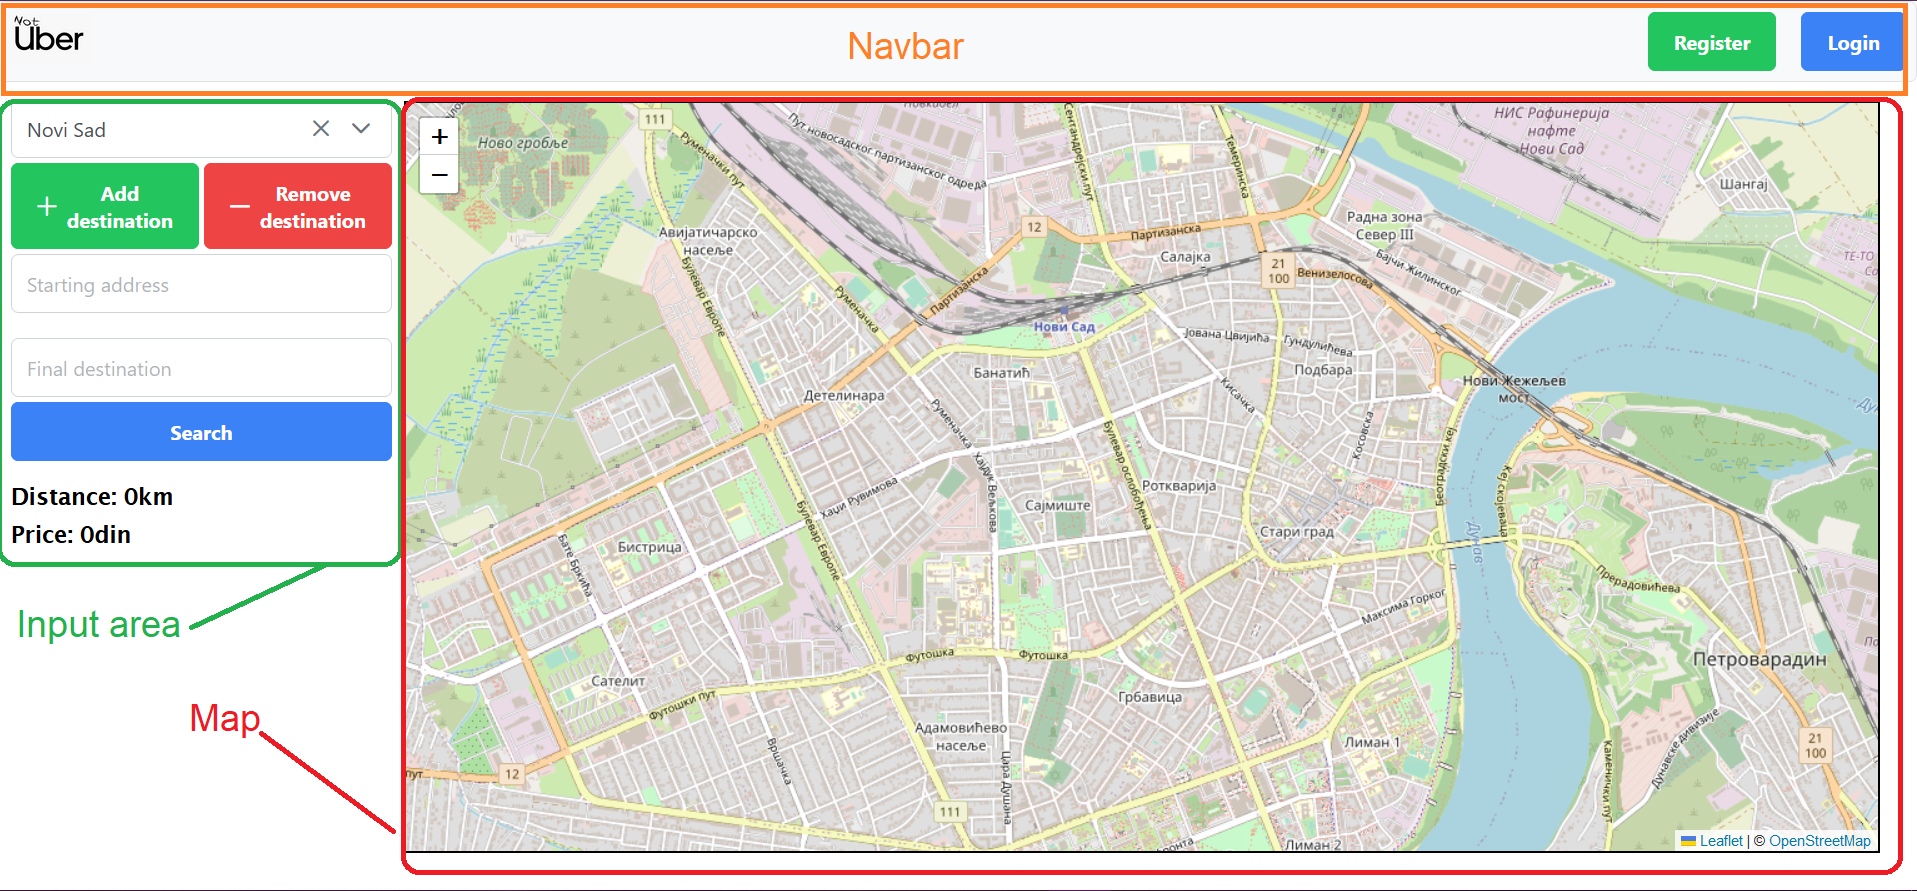 Not
Uber
Navbar
Register
Login
Novi Sad
Add
destination
Remove
destination
Starting address
Final destination
Search
Distance: 0km
Price: 0din
Input area
Map
+
−
111
Ново гробље
Руменачки пут
Пут новосадског партизанског одреда
Сентандрејски пут
Темеринска
НИС Рафинерија
нафте
Нови Сад
Шангај
12
Авијатичарско
насеље
Партизанска
Радна зона
Север III
Салајка
21
100
Венизелосова
Бајчи Жилинског
ТЕ-ТО
Булевар Европе
Руменачка
Партизанска
Нови Сад
Јована Цвијића
Гундулићева
Подбара
Банатић
Детелинара
Кисачка
Нови Жежељев
мост
Руменачка
Косовска
Београдски кеј
Кеј скојеваца
Хајдук Вељкова
Булевар ослобођења
Роткварија
Хаџи Рувимова
Сајмиште
Булевар Европе
Стари град
Дунав
Бате Бркића
Бистрица
Прерадовићева
Максима Горког
Футошка
Футошка
Петроварадин
Сателит
Футошки пут
Грбавица
Адамовићево
насеље
Вршачка
Цара Душана
Лиман 1
21
100
Дунавске дивизије
Каменички пут
12
111
Лиман 2
Leaflet | © OpenStreetMap